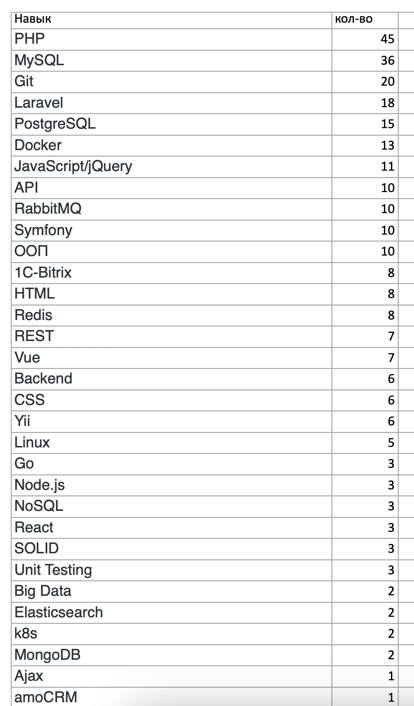 Навык кол-во
PHP 45
MySQL 36
Git 20
Laravel 18
PostgreSQL 15
Docker 13
JavaScript/jQuery 11
API 10
RabbitMQ 10
Symfony 10
ООП 10
1C-Bitrix 8
HTML 8
Redis 8
REST 7
Vue 7
Backend 6
CSS 6
Yii 6
Linux 5
Go 3
Node.js 3
NoSQL 3
React 3
SOLID 3
Unit Testing 3
Big Data 2
Elasticsearch 2
k8s 2
MongoDB 2
Ajax 1
amoCRM 1